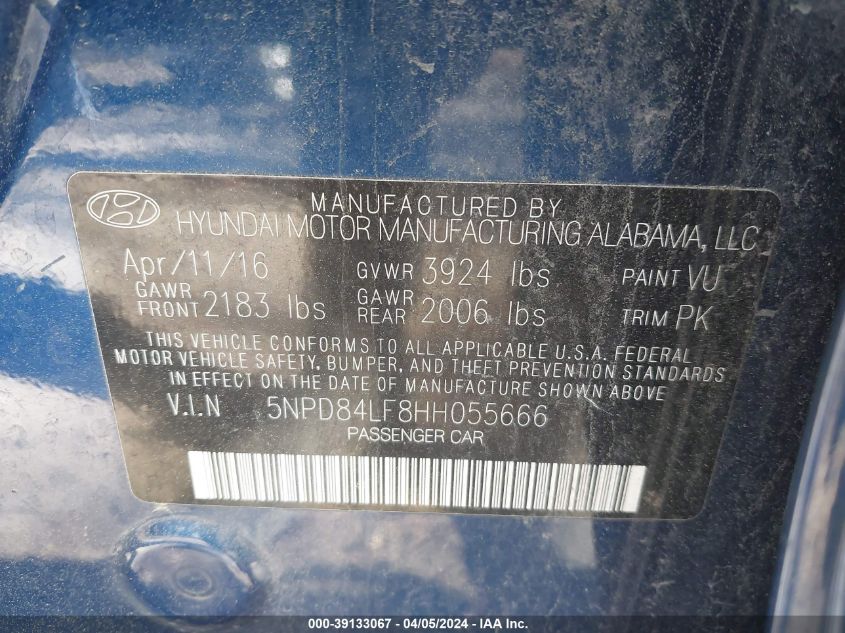 MANUFACTURED BY
HYUNDAI MOTOR MANUFACTURING ALABAMA, LLC
Apr/11/16 GVWR 3924 lbs PAINT VU
GAWR FRONT 2183 lbs GAWR REAR 2006 lbs TRIM PK
THIS VEHICLE CONFORMS TO ALL APPLICABLE U.S.A. FEDERAL
MOTOR VEHICLE SAFETY, BUMPER, AND THEFT PREVENTION STANDARDS
IN EFFECT ON THE DATE OF MANUFACTURE SHOWN ABOVE
V.I.N 5NPD84LF8HH055666
PASSENGER CAR
000-39133067 - 04/05/2024 - IAA Inc.